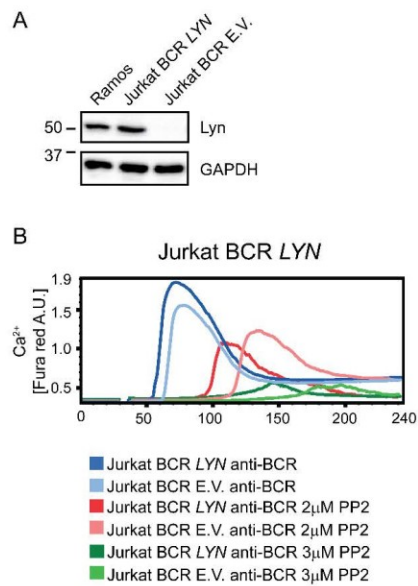 A
Ramos
Jurkat BCR LYN
Jurkat BCR E.V.
50
Lyn
37
GAPDH
B
Jurkat BCR LYN
Ca²⁺
[Fura red A.U.]
1.9
1.5
1.0
0.5
0 50 100 150 200 240
Jurkat BCR LYN anti-BCR
Jurkat BCR E.V. anti-BCR
Jurkat BCR LYN anti-BCR 2µM PP2
Jurkat BCR E.V. anti-BCR 2µM PP2
Jurkat BCR LYN anti-BCR 3µM PP2
Jurkat BCR E.V. anti-BCR 3µM PP2